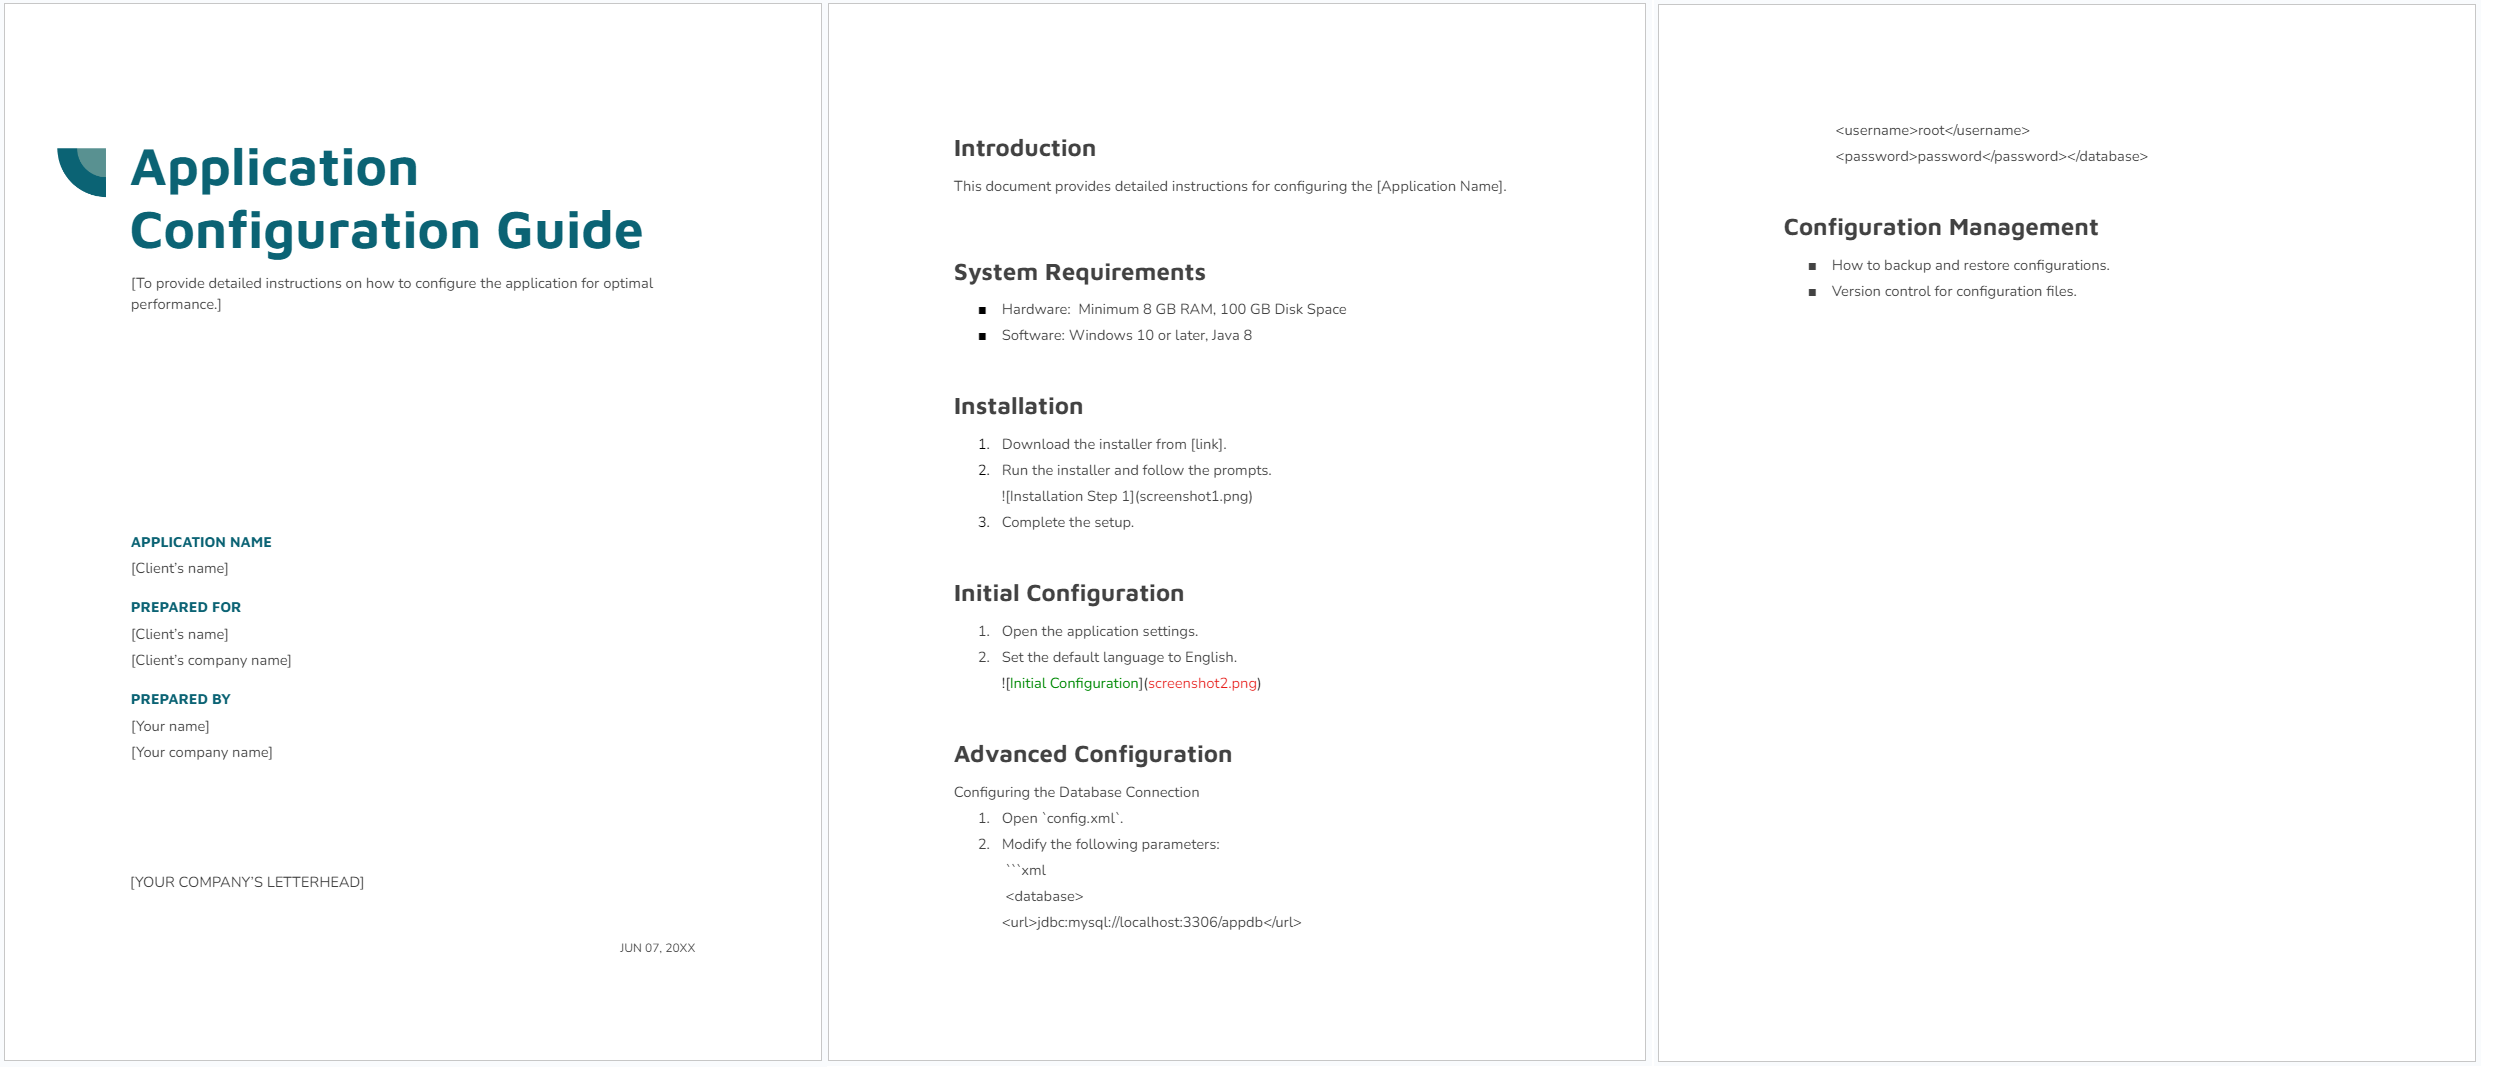 Application
Configuration Guide
[To provide detailed instructions on how to configure the application for optimal
performance.]
APPLICATION NAME
[Client’s name]
PREPARED FOR
[Client’s name]
[Client’s company name]
PREPARED BY
[Your name]
[Your company name]
[YOUR COMPANY’S LETTERHEAD]
JUN 07, 20XX
Introduction
This document provides detailed instructions for configuring the [Application Name].
System Requirements
■ Hardware:  Minimum 8 GB RAM, 100 GB Disk Space
■ Software: Windows 10 or later, Java 8
Installation
1. Download the installer from [link].
2. Run the installer and follow the prompts.
![Installation Step 1](screenshot1.png)
3. Complete the setup.
Initial Configuration
1. Open the application settings.
2. Set the default language to English.
![Initial Configuration](screenshot2.png)
Advanced Configuration
Configuring the Database Connection
1. Open `config.xml`.
2. Modify the following parameters:
```xml
<database>
<url>jdbc:mysql://localhost:3306/appdb</url>
<username>root</username>
<password>password</password></database>
Configuration Management
■ How to backup and restore configurations.
■ Version control for configuration files.